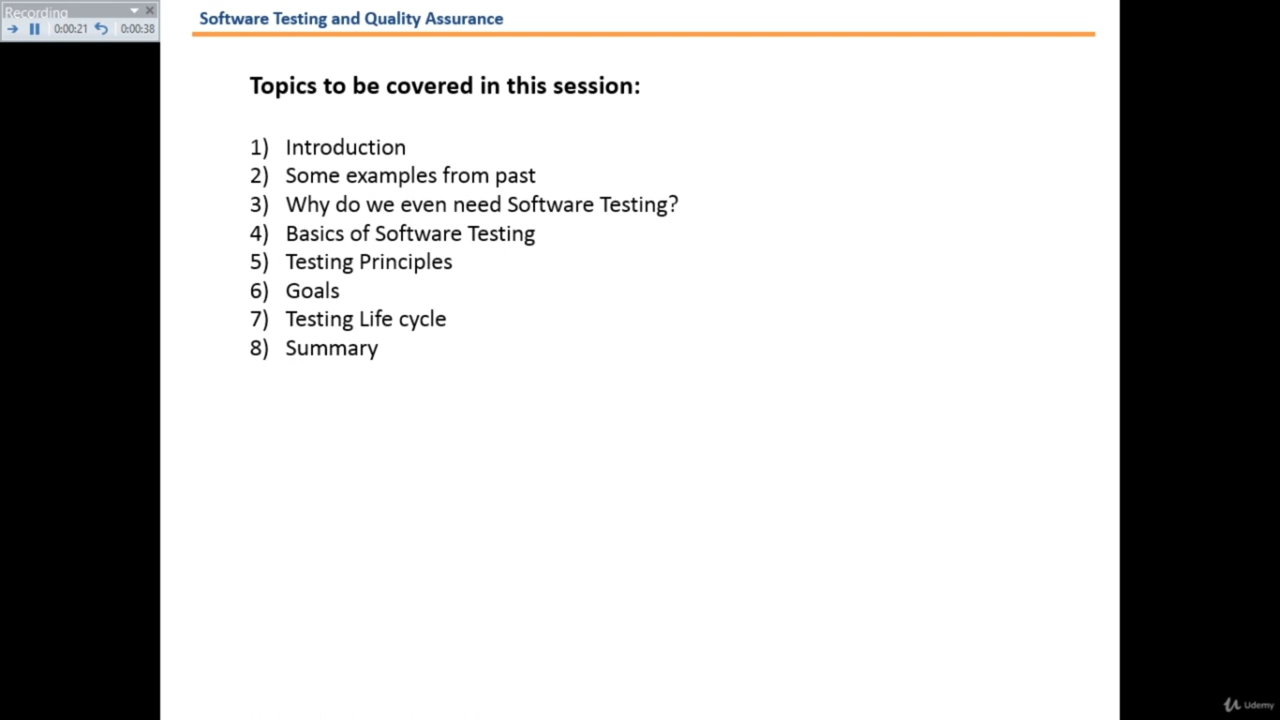 Recording
0:00:21 0:00:38
Software Testing and Quality Assurance
Topics to be covered in this session:
1) Introduction
2) Some examples from past
3) Why do we even need Software Testing?
4) Basics of Software Testing
5) Testing Principles
6) Goals
7) Testing Life cycle
8) Summary
Udemy